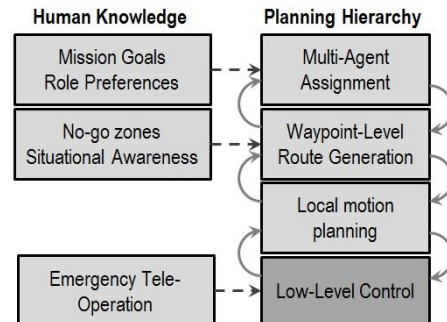 Human Knowledge
Planning Hierarchy
Mission Goals
Role Preferences
Multi-Agent
Assignment
No-go zones
Situational Awareness
Waypoint-Level
Route Generation
Local motion
planning
Emergency Tele-
Operation
Low-Level Control